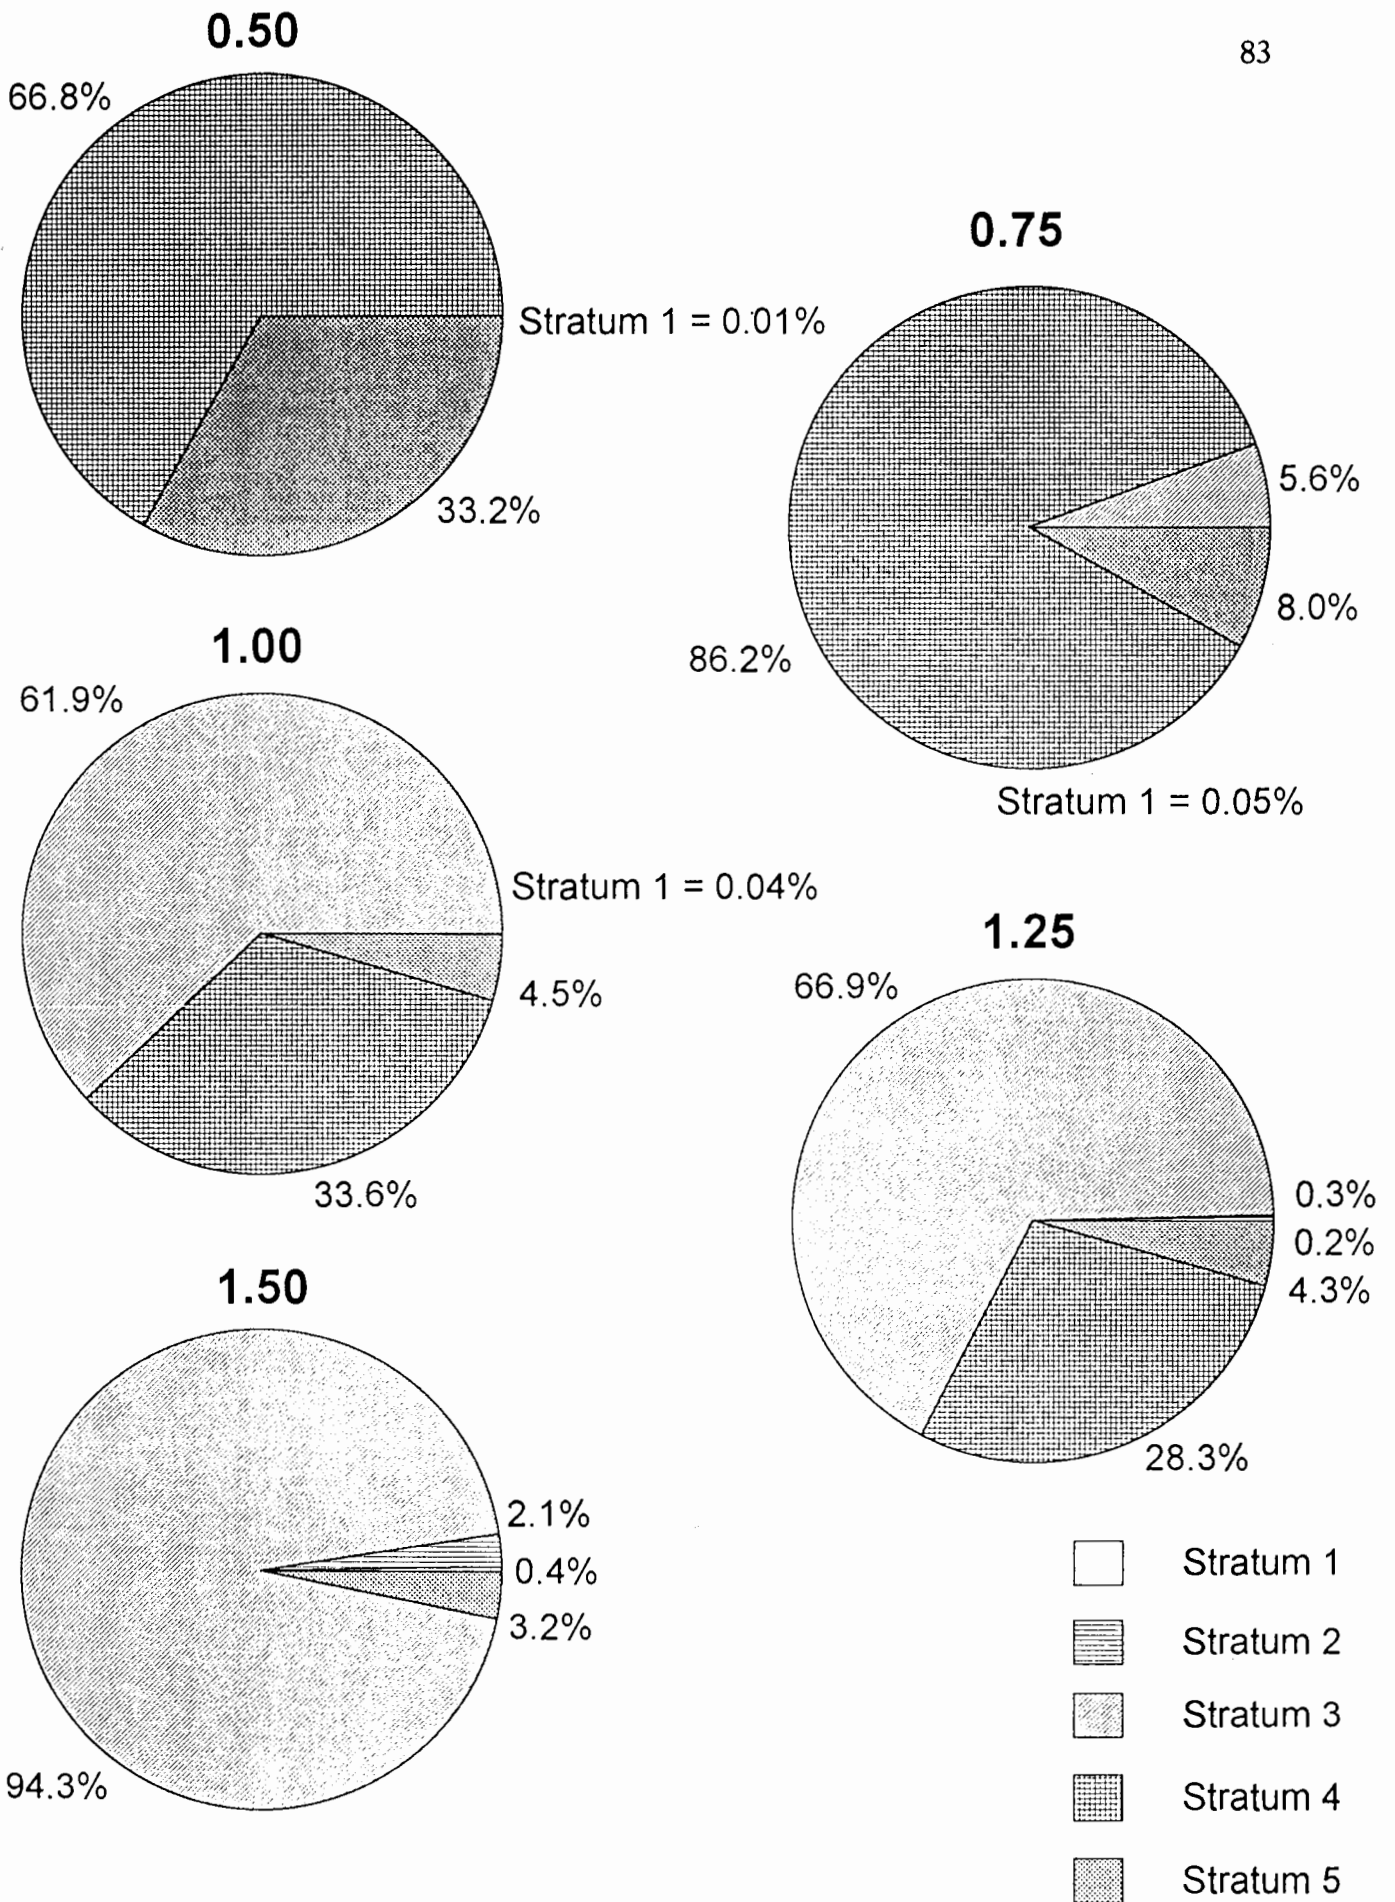 83
0.50
66.8%
Stratum 1 = 0.01%
33.2%
0.75
5.6%
8.0%
86.2%
Stratum 1 = 0.05%
1.00
61.9%
Stratum 1 = 0.04%
4.5%
33.6%
1.25
66.9%
0.3%
0.2%
4.3%
28.3%
1.50
2.1%
0.4%
3.2%
94.3%
Stratum 1
Stratum 2
Stratum 3
Stratum 4
Stratum 5